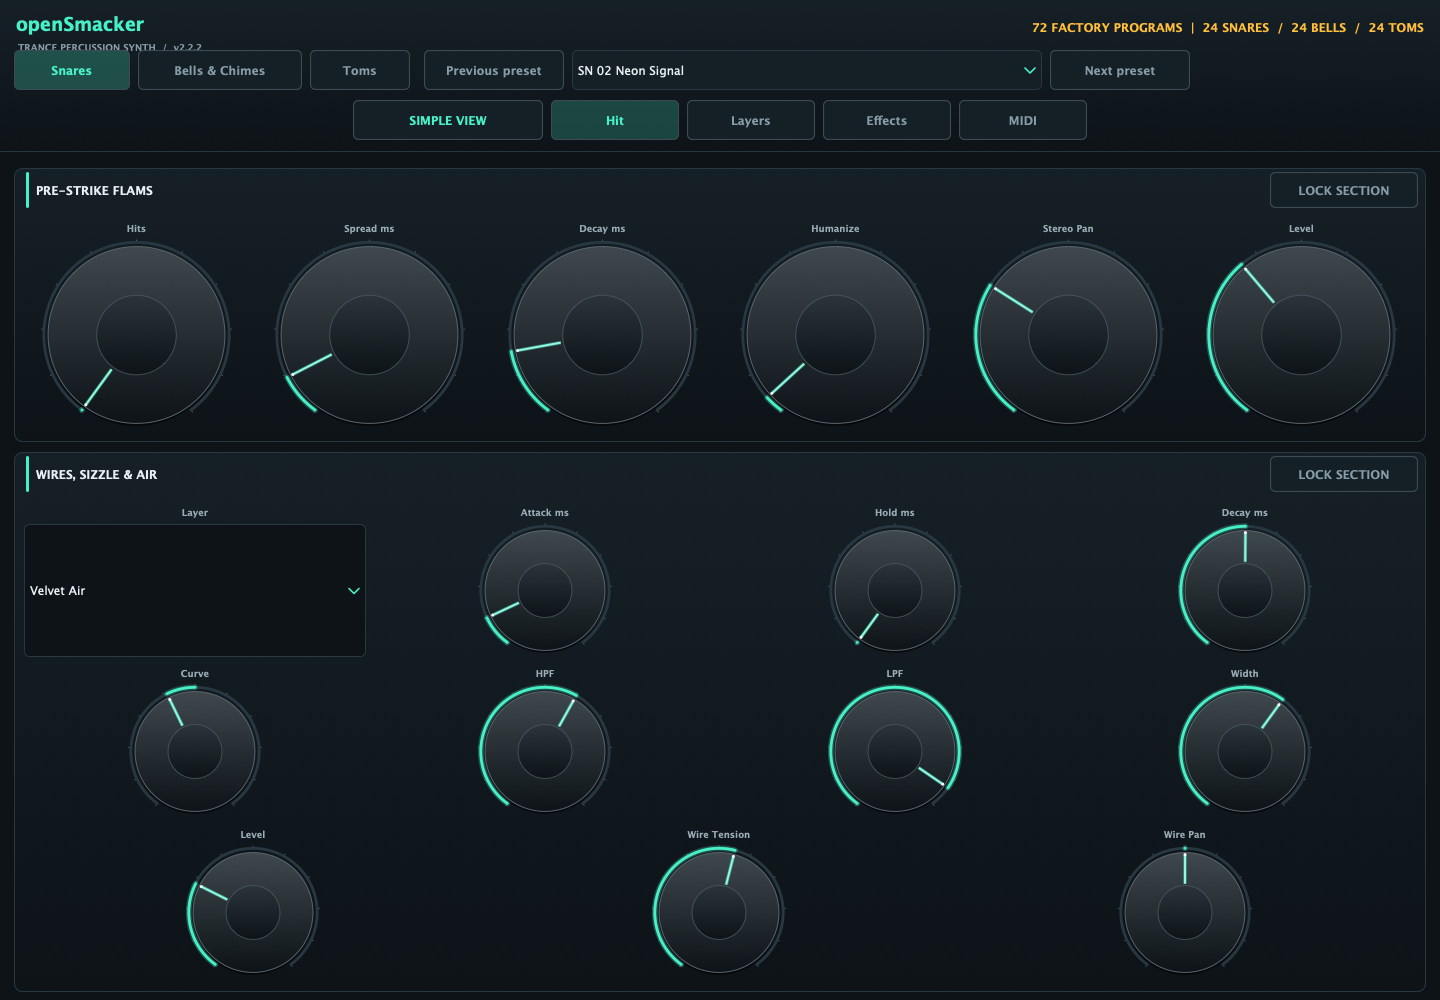 openSmacker
72 FACTORY PROGRAMS | 24 SNARES / 24 BELLS / 24 TOMS
TRANCE PERCUSSION SYNTH / v2.2.2
Snares
Bells & Chimes
Toms
Previous preset
SN 02 Neon Signal
Next preset
SIMPLE VIEW
Hit
Layers
Effects
MIDI
PRE-STRIKE FLAMS
LOCK SECTION
Hits
Spread ms
Decay ms
Humanize
Stereo Pan
Level
WIRES, SIZZLE & AIR
LOCK SECTION
Layer
Attack ms
Hold ms
Decay ms
Velvet Air
Curve
HPF
LPF
Width
Level
Wire Tension
Wire Pan